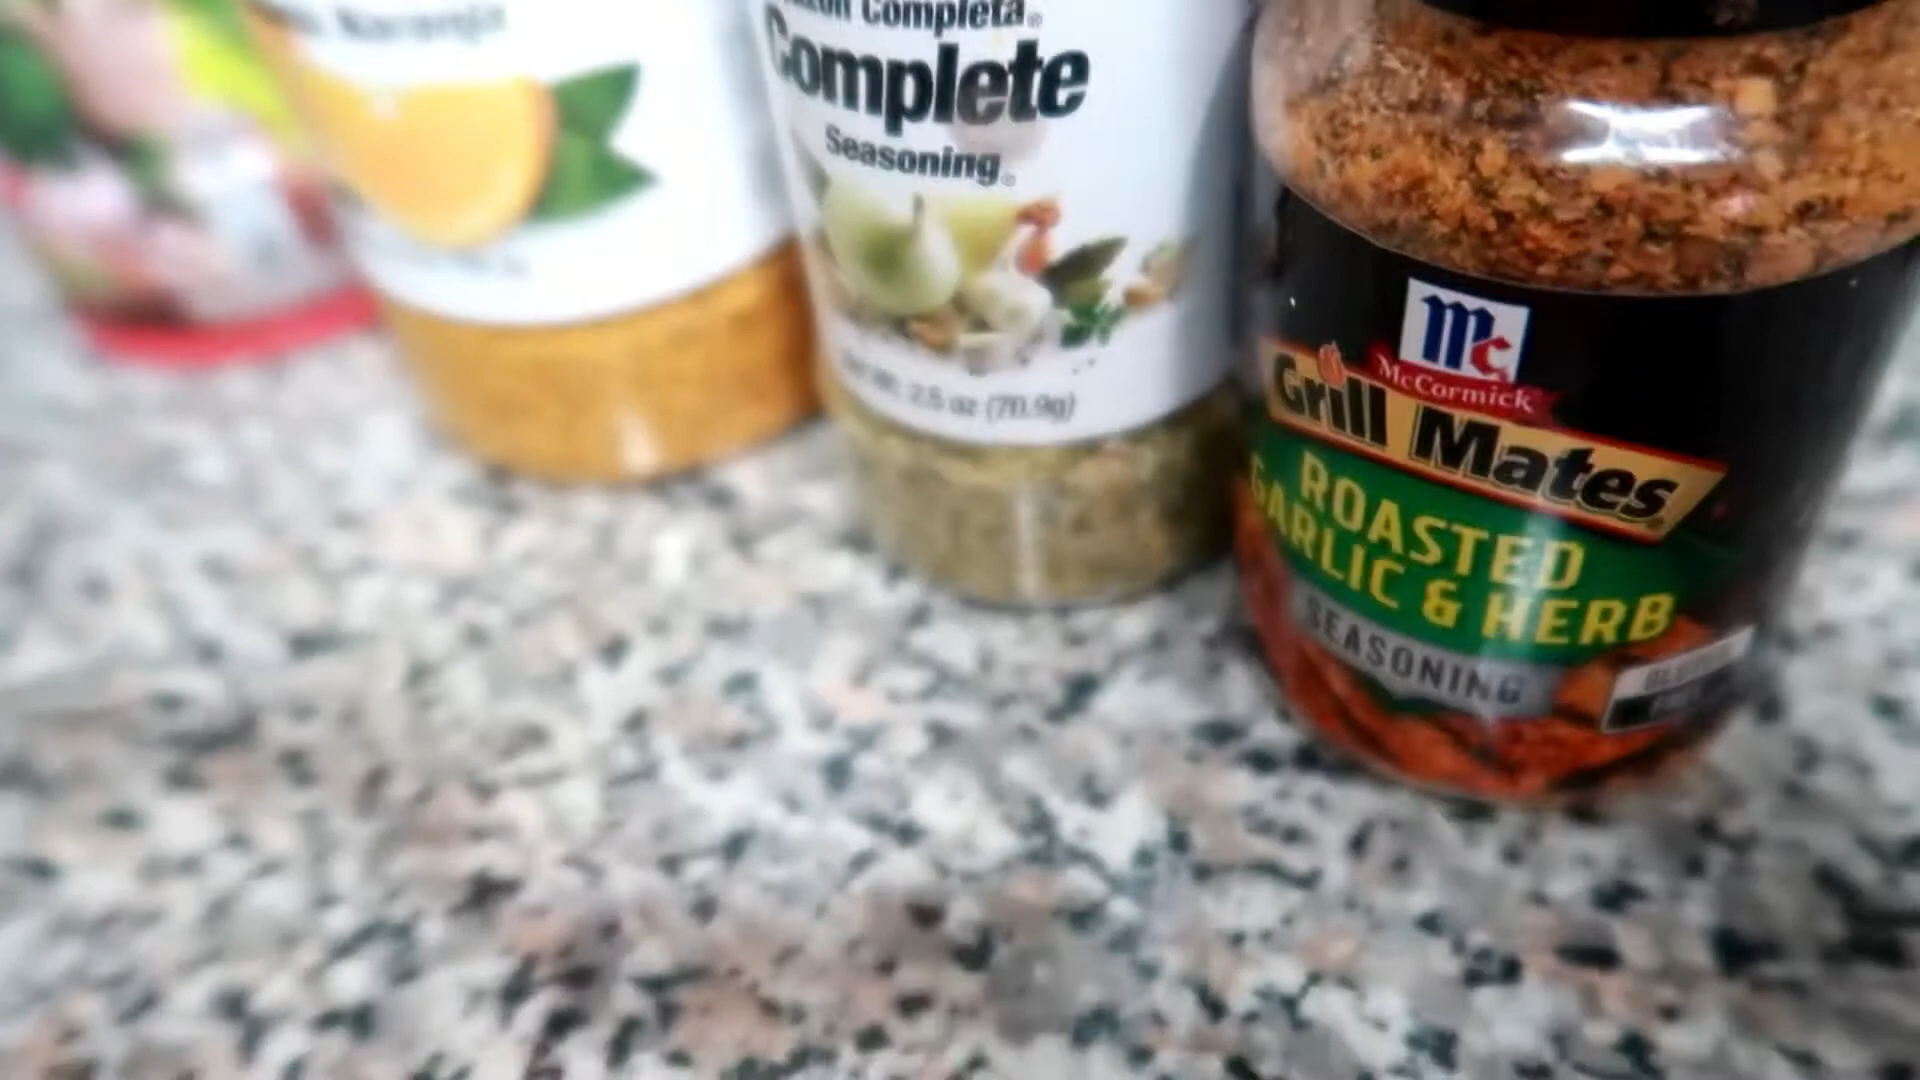 Naranja
Completa®
Complete
Seasoning®
2.5 oz (70.9g)
Mc
McCormick
Grill Mates®
ROASTED
GARLIC & HERB
SEASONING